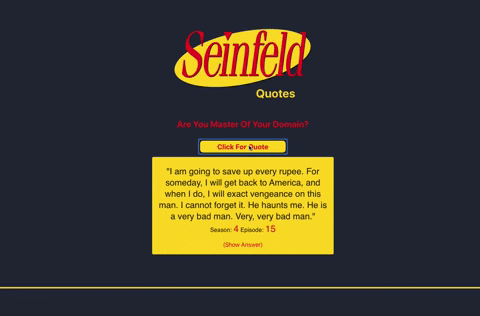 Seinfeld
Quotes
Are You Master Of Your Domain?
Click For Quote
"I am going to save up every rupee. For
someday, I will get back to America, and
when I do, I will exact vengeance on this
man. I cannot forget it. He haunts me. He is
a very bad man. Very, very bad man."
Season: 4 Episode: 15
(Show Answer)